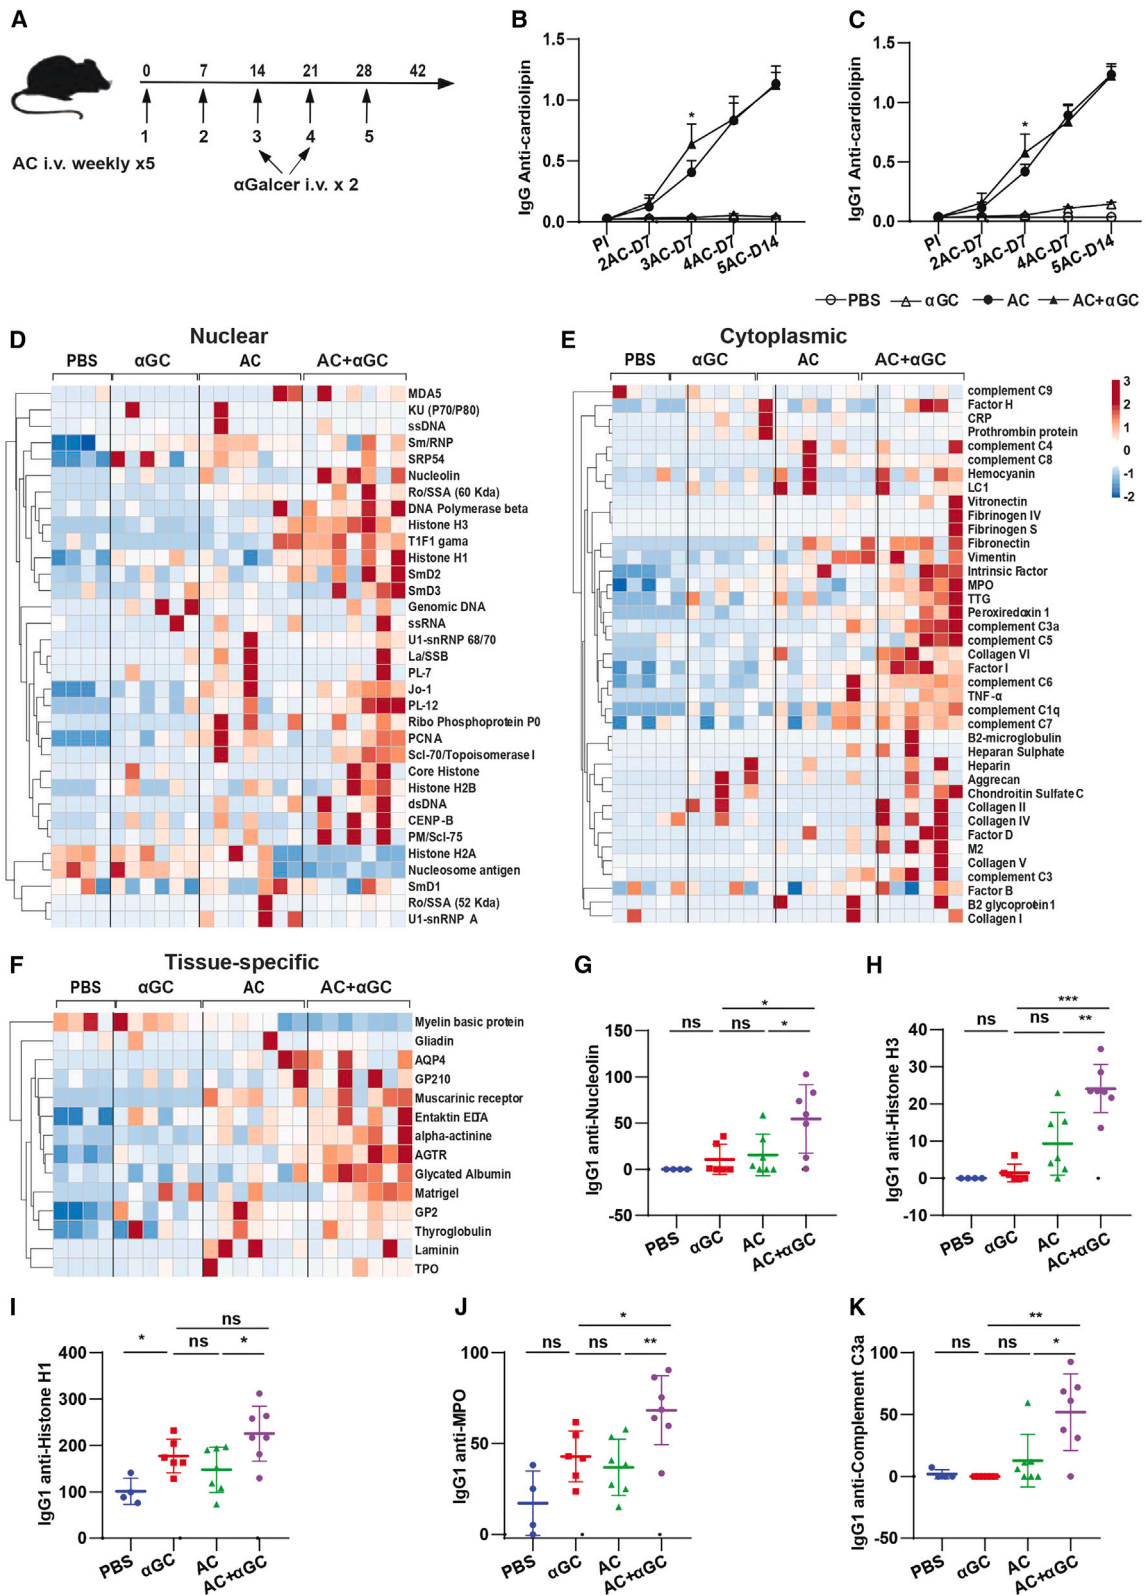 A
0 7 14 21 28 42
1 2 3 4 5
AC i.v. weekly x5
αGalcer i.v. x 2
B
IgG Anti-cardiolipin
1.5
1.0
0.5
0.0
*
PI
2AC-D7
3AC-D7
4AC-D7
5AC-D14
C
IgG1 Anti-cardiolipin
1.5
1.0
0.5
0.0
*
PI
2AC-D7
3AC-D7
4AC-D7
5AC-D14
PBS αGC AC AC+αGC
D
Nuclear
PBS αGC AC AC+αGC
MDA5
KU (P70/P80)
ssDNA
Sm/RNP
SRP54
Nucleolin
Ro/SSA (60 Kda)
DNA Polymerse beta
Histone H3
T1F1 gama
Histone H1
SmD2
SmD3
Genomic DNA
ssRNA
U1-snRNP 68/70
La/SSB
PL-7
Jo-1
PL-12
Ribo Phosphoprotein P0
PCNA
Scl-70/Topoisomerase I
Core Histone
Histone H2B
dsDNA
CENP-B
PM/Scl-75
Histone H2A
Nucleosome antigen
SmD1
Ro/SSA (52 Kda)
U1-snRNP A
E
Cytoplasmic
PBS αGC AC AC+αGC
complement C9
Factor H
CRP
Prothrombin protein
complement C4
complement C8
Hemocyanin
LC1
Vitronectin
Fibrinogen IV
Fibrinogen S
Fibronectin
Vimentin
Intrinsic Factor
MPO
TTG
Peroxiredoxin 1
complement C3a
complement C5
Collagen VI
Factor I
complement C6
TNF-α
complement C1q
complement C7
B2-microglobulin
Heparan Sulphate
Heparin
Aggrecan
Chondroitin Sulfate C
Collagen II
Collagen IV
Factor D
M2
Collagen V
complement C3
Factor B
B2 glycoprotein1
Collagen I
3
2
1
0
-1
-2
F
Tissue-specific
PBS αGC AC AC+αGC
Myelin basic protein
Gliadin
AQP4
GP210
Muscarinic receptor
Entaktin EDTA
alpha-actinine
AGTR
Glycated Albumin
Matrigel
GP2
Thyroglobulin
Laminin
TPO
G
IgG1 anti-Nucleolin
*
ns ns *
150
100
50
0
-50
PBS
αGC
AC
AC+αGC
H
IgG1 anti-Histone H3
***
ns ns **
40
30
20
10
0
-10
PBS
αGC
AC
AC+αGC
I
IgG1 anti-Histone H1
ns
* ns *
400
300
200
100
0
PBS
αGC
AC
AC+αGC
J
IgG1 anti-MPO
*
ns ns **
100
50
0
PBS
αGC
AC
AC+αGC
K
IgG1 anti-Complement C3a
**
ns ns *
100
50
0
-50
PBS
αGC
AC
AC+αGC